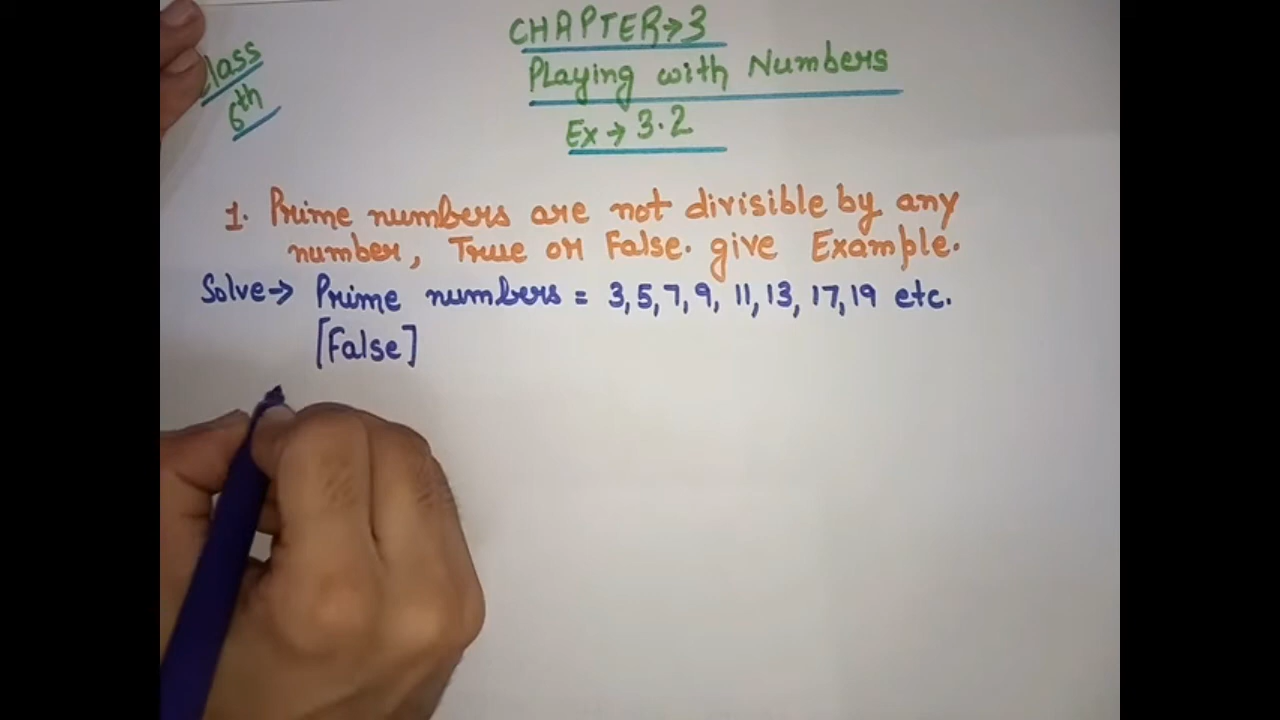 CHAPTER→3
Class
Playing with Numbers
6th
Ex→ 3.2
1. Prime numbers are not divisible by any
number, True or False. give Example.
Solve→ Prime numbers = 3, 5, 7, 9, 11, 13, 17, 19 etc.
[False]